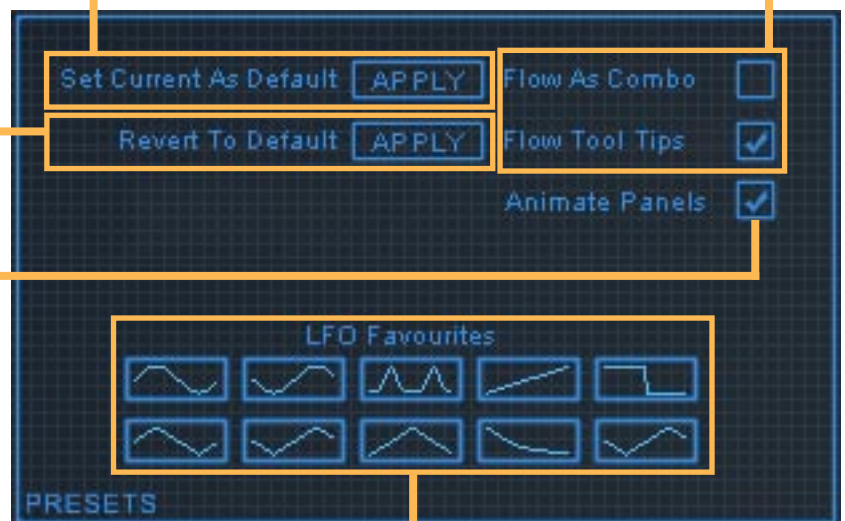 Set Current As Default APPLY Flow As Combo
Revert To Default APPLY Flow Tool Tips
Animate Panels
LFO Favourites
PRESETS